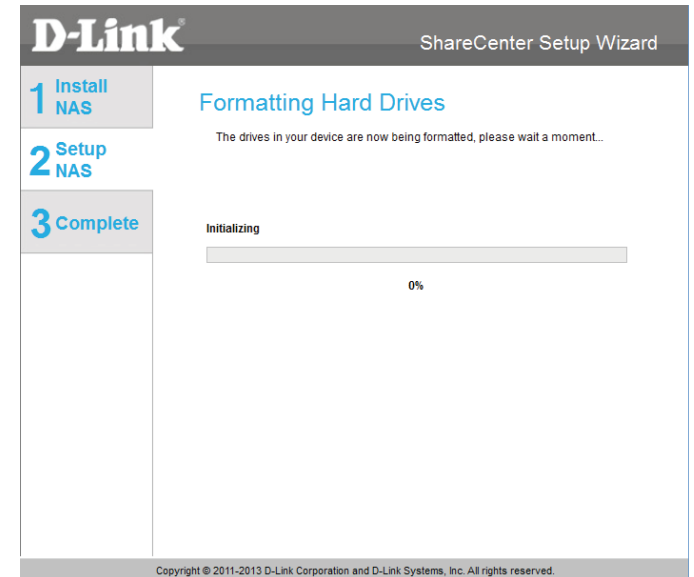 D-Link®
ShareCenter Setup Wizard
1 Install
NAS
2 Setup
NAS
3 Complete
Formatting Hard Drives
The drives in your device are now being formatted, please wait a moment...
Initializing
0%
Copyright © 2011-2013 D-Link Corporation and D-Link Systems, Inc. All rights reserved.